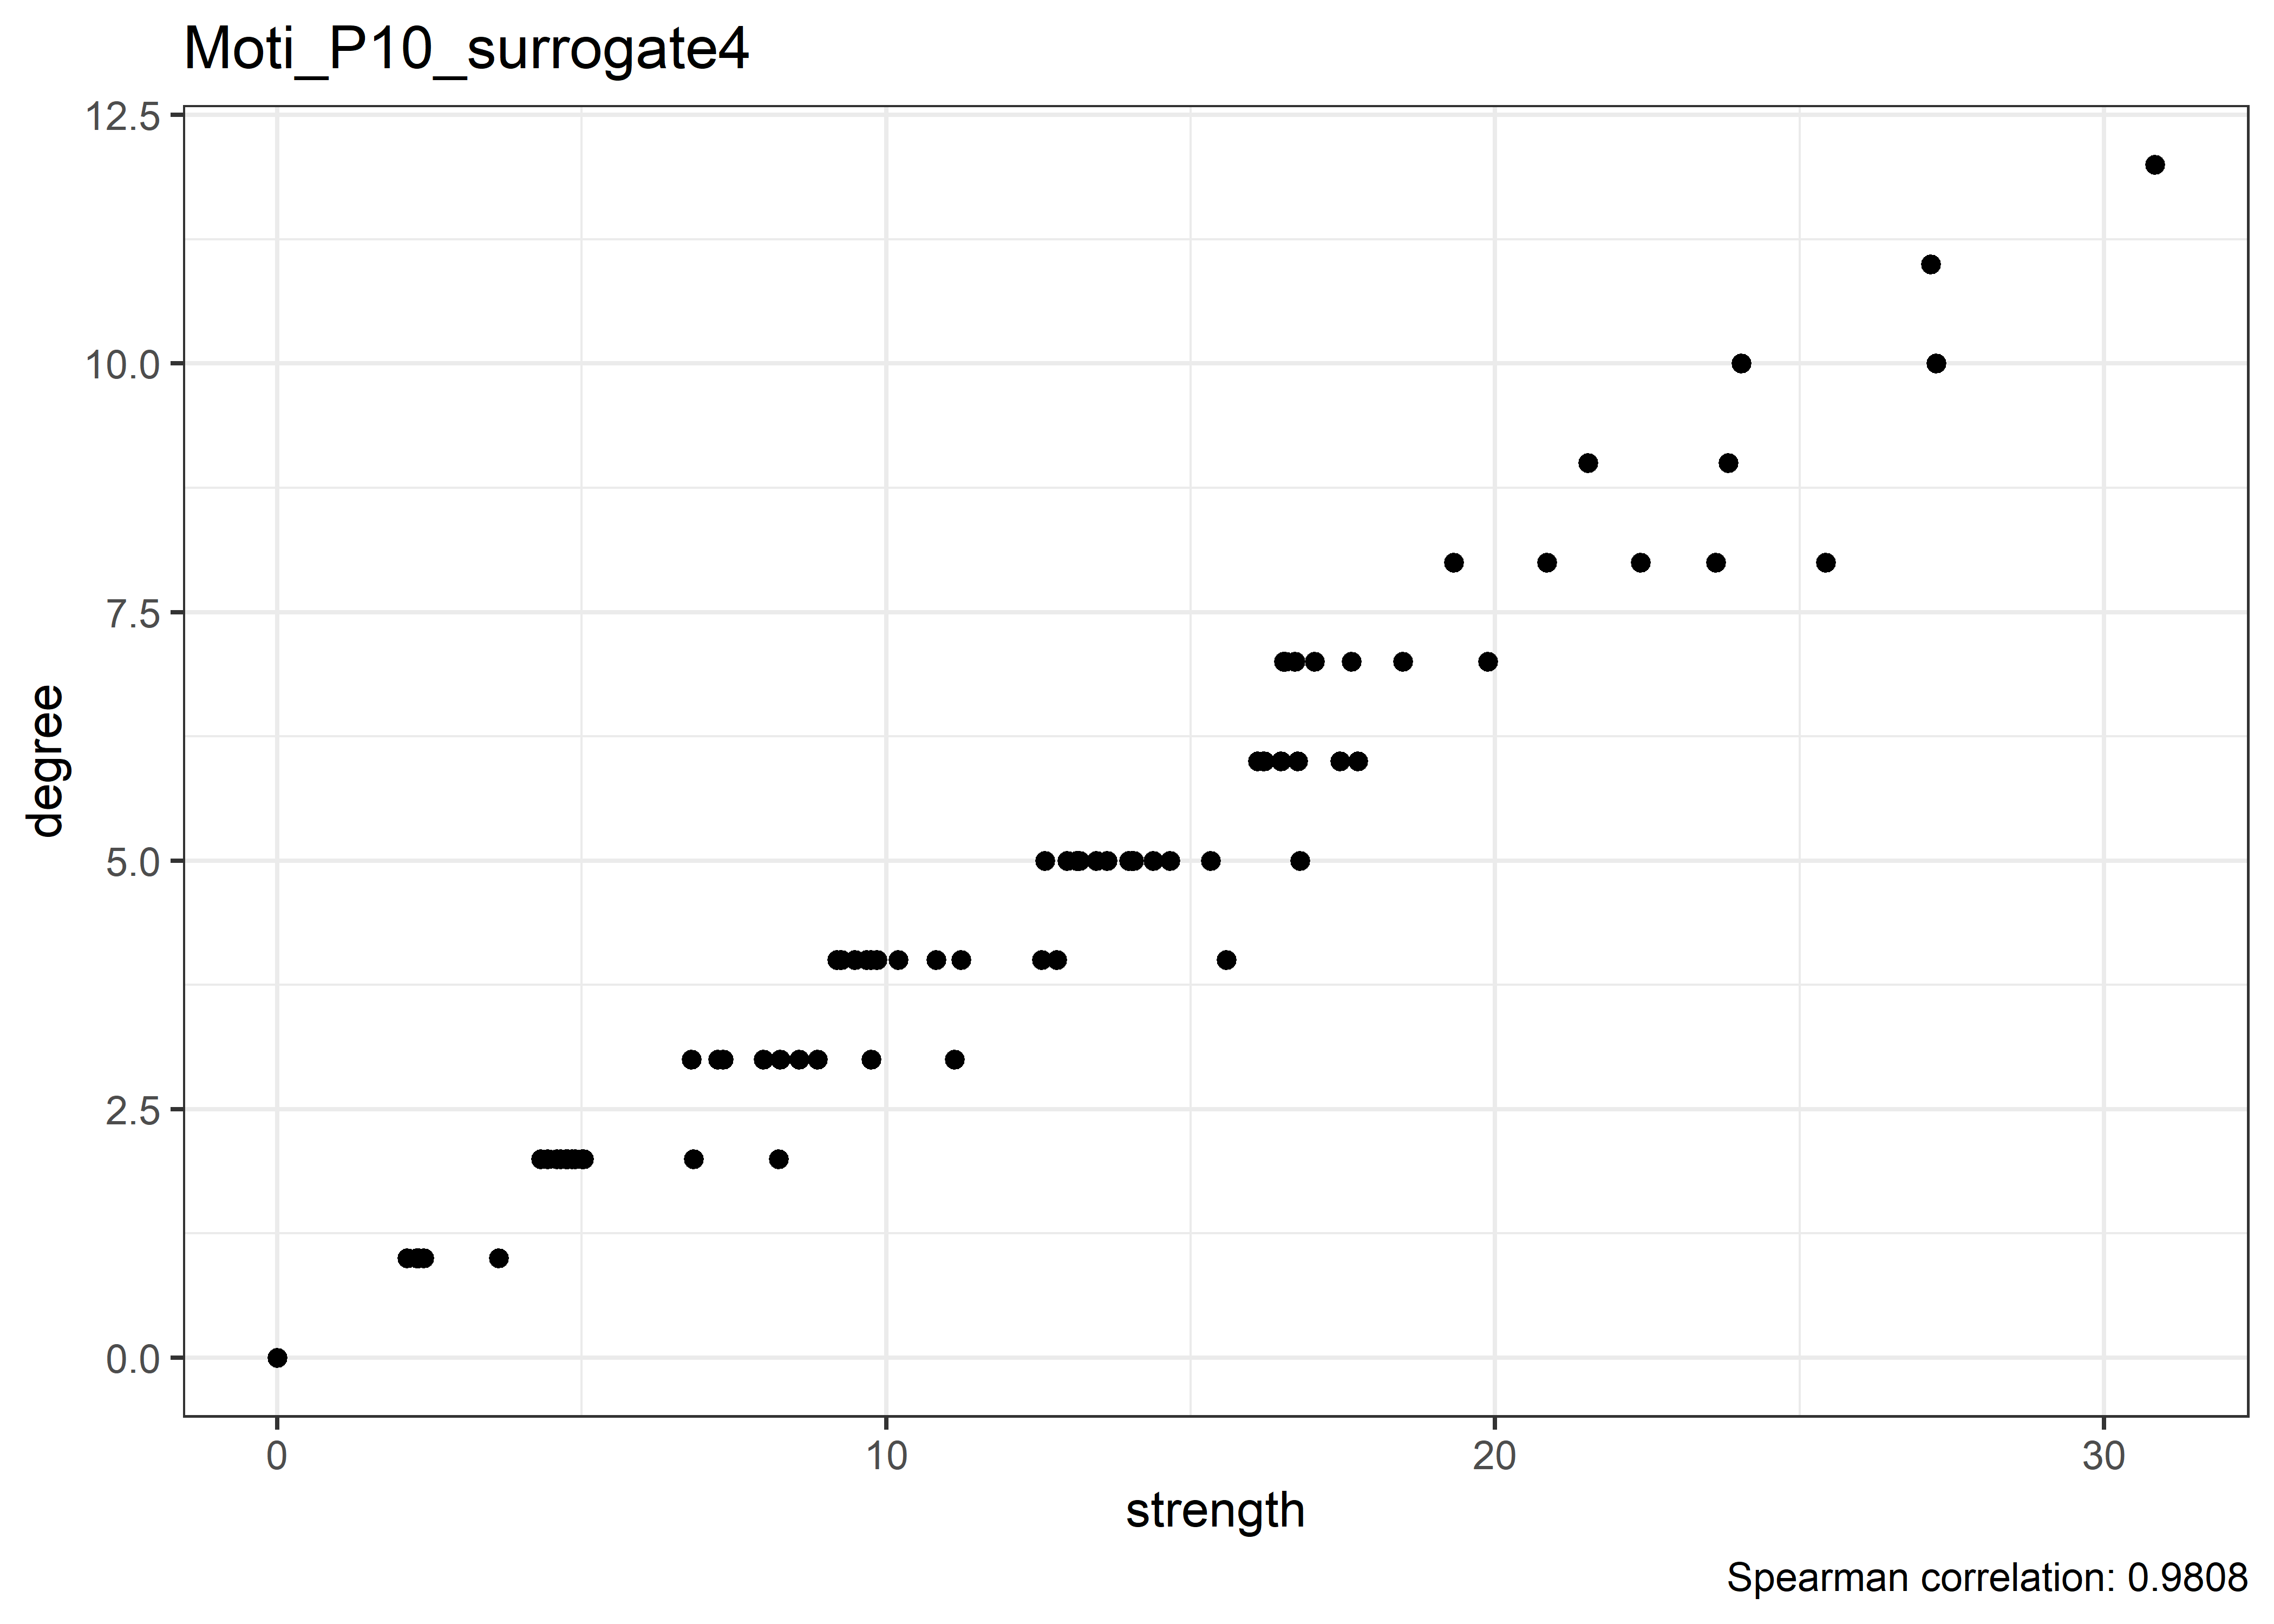 Moti_P10_surrogate4
12.5
10.0
7.5
5.0
2.5
0.0
degree
0 10 20 30
strength
Spearman correlation: 0.9808